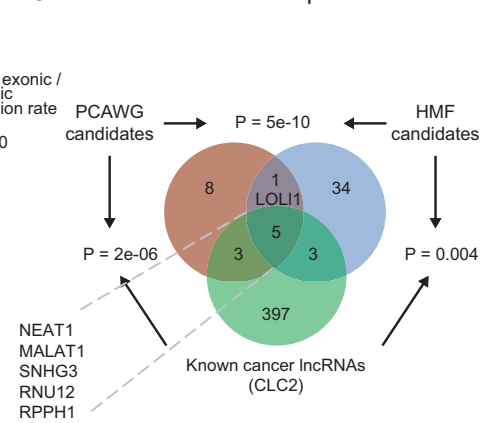 exonic /
ic
ion rate
0
PCAWG
candidates
P = 5e-10
HMF
candidates
8
1
LOLI1
34
5
P = 2e-06
3
3
P = 0.004
397
NEAT1
MALAT1
SNHG3
RNU12
RPPH1
Known cancer lncRNAs
(CLC2)